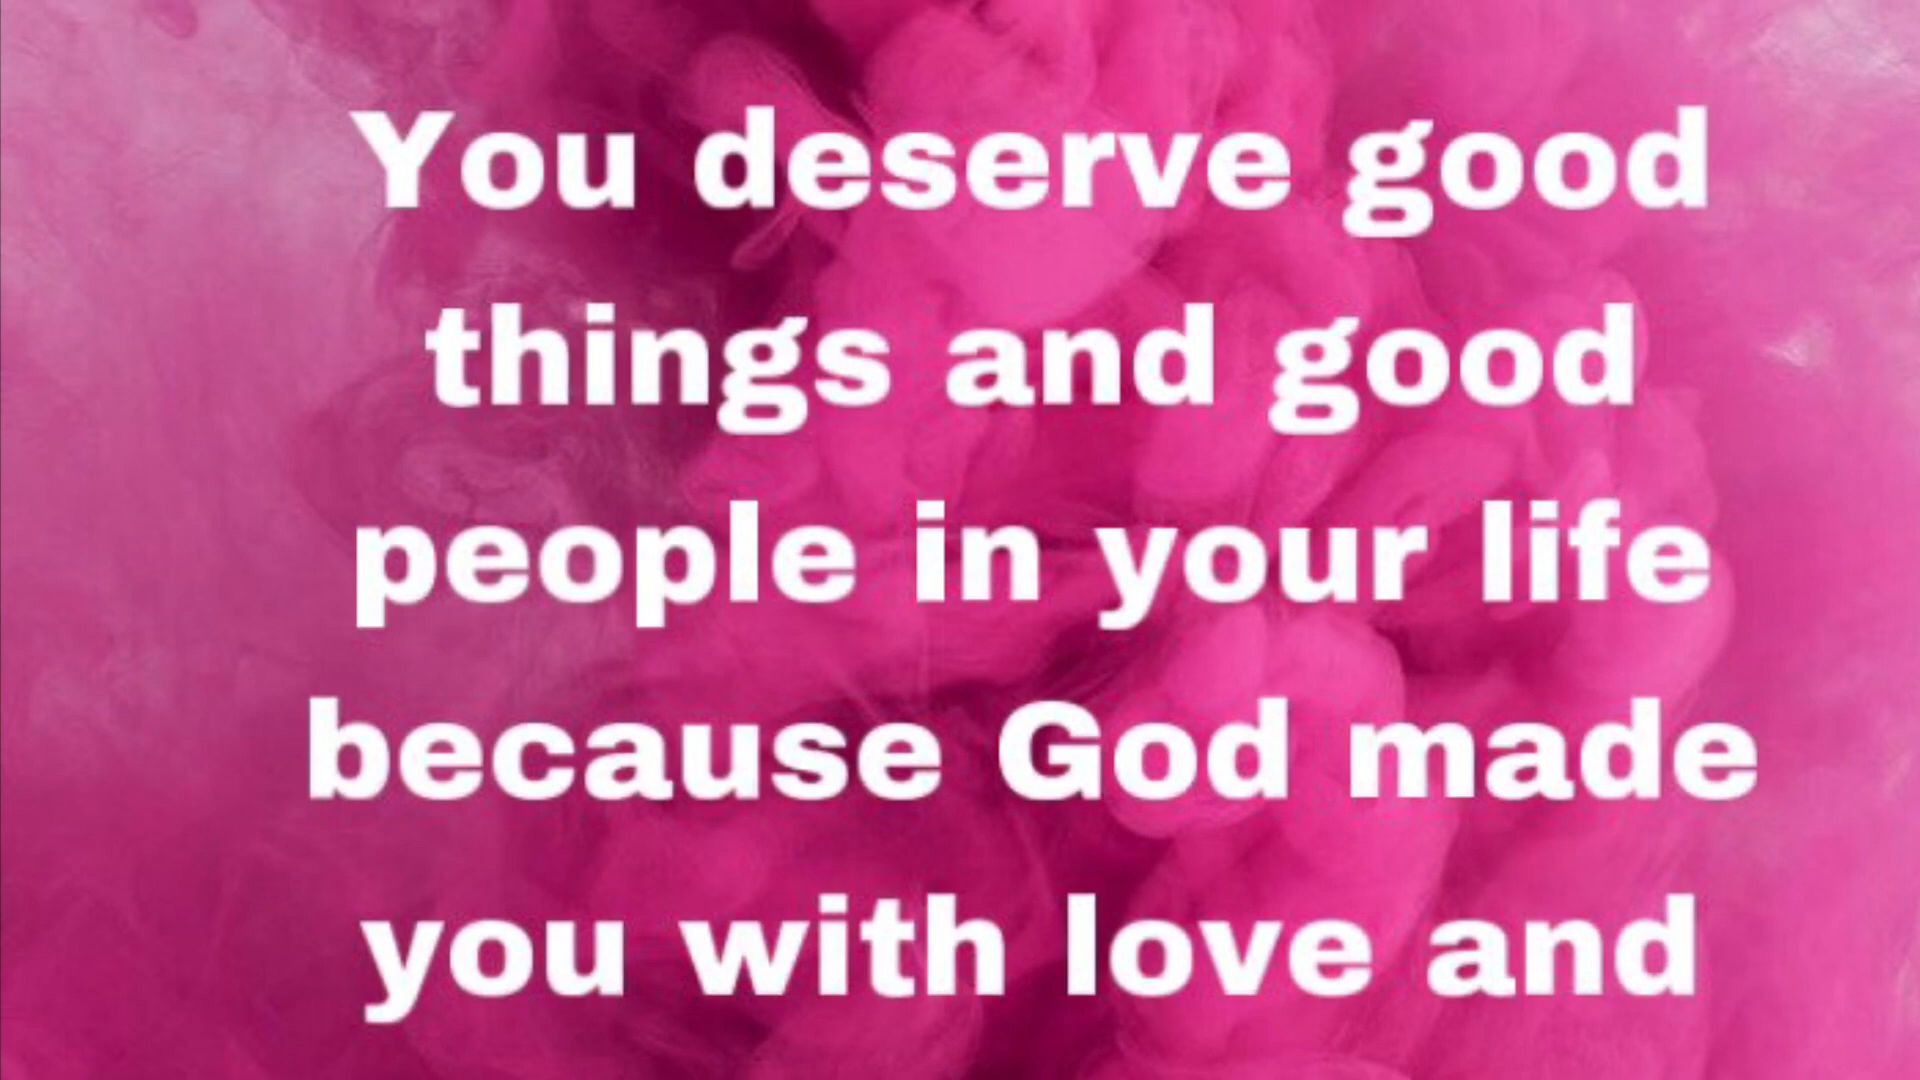 You deserve good
things and good
people in your life
because God made
you with love and